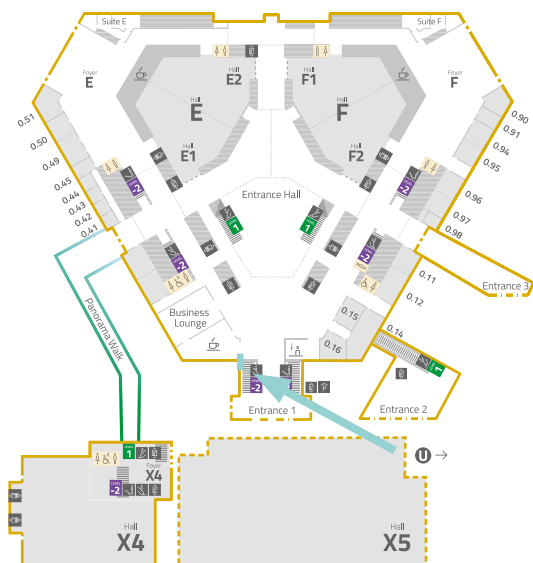 Suite E
Suite F
Foyer
E
Hall
E2
Hall
F1
Foyer
F
Hall
E
Hall
F
Hall
E1
Hall
F2
0.51
0.50
0.49
0.45
0.44
0.43
0.42
0.41
0.90
0.91
0.94
0.95
0.96
0.97
0.98
-2
-2
Entrance Hall
LEVEL
1
LEVEL
1
-2
-2
Entrance 3
0.11
0.12
Panorama Walk
Business
Lounge
0.15
0.14
0.16
i
1
-2
Entrance 1
Entrance 2
U →
LEVEL
1
Foyer
X4
LEVEL
-2
Hall
X4
Hall
X5